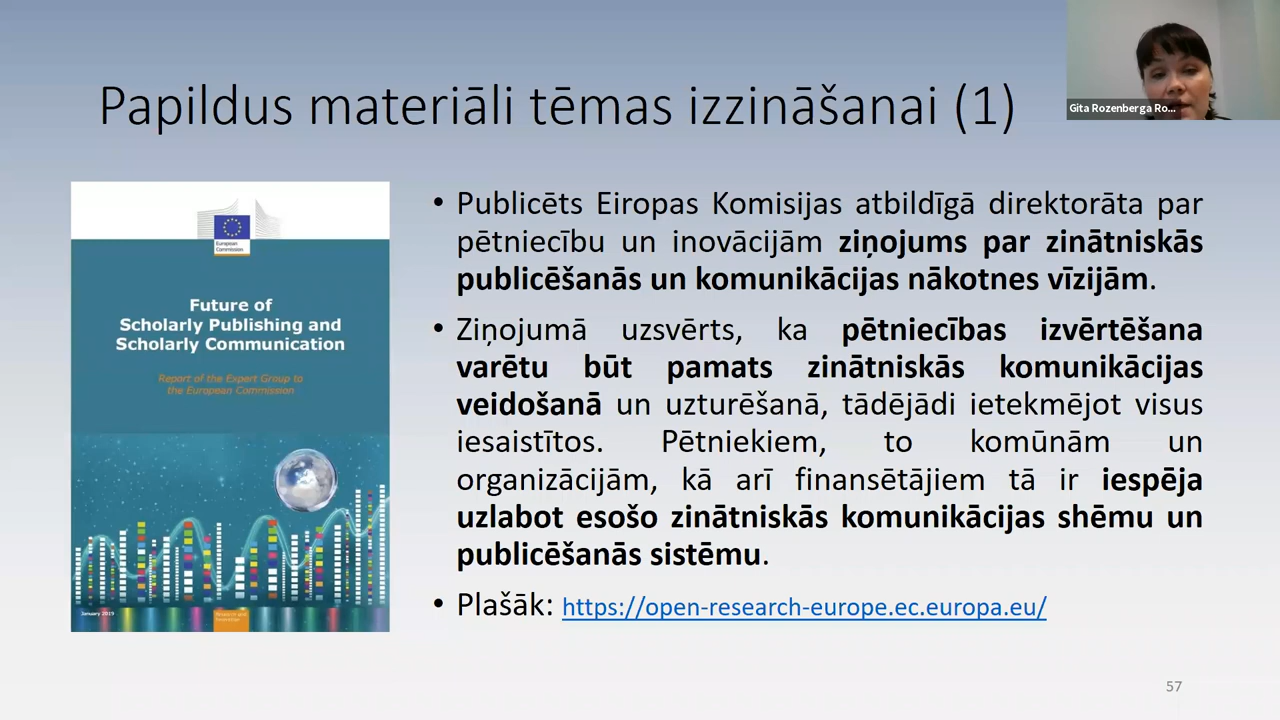 Papildus materiāli tēmas izzināšanai (1)
Gita Rozenberga Ro...
European
Commission
Future of
Scholarly Publishing and
Scholarly Communication
Report of the Expert Group to
the European Commission
January 2019
Research and
Innovation
• Publicēts Eiropas Komisijas atbildīgā direktorāta par
pētniecību un inovācijām ziņojums par zinātniskās
publicēšanās un komunikācijas nākotnes vīzijām.
• Ziņojumā uzsvērts, ka pētniecības izvērtēšana
varētu būt pamats zinātniskās komunikācijas
veidošanā un uzturēšanā, tādējādi ietekmējot visus
iesaistītos. Pētniekiem, to komūnām un
organizācijām, kā arī finansētājiem tā ir iespēja
uzlabot esošo zinātniskās komunikācijas shēmu un
publicēšanās sistēmu.
• Plašāk: https://open-research-europe.ec.europa.eu/
57